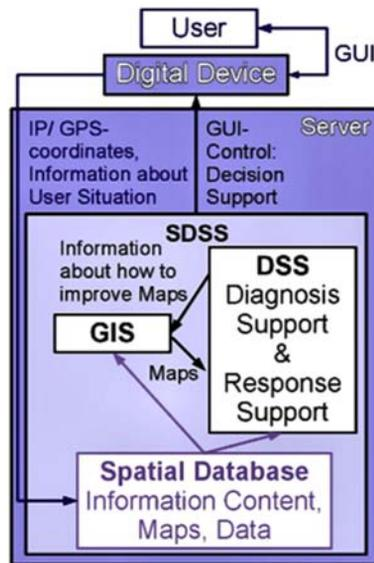 User
GUI
Digital Device
Server
IP/ GPS-
coordinates,
Information about
User Situation
GUI-
Control:
Decision
Support
SDSS
Information
about how to
improve Maps
DSS
Diagnosis
Support
&
Response
Support
GIS
Maps
Spatial Database
Information Content,
Maps, Data